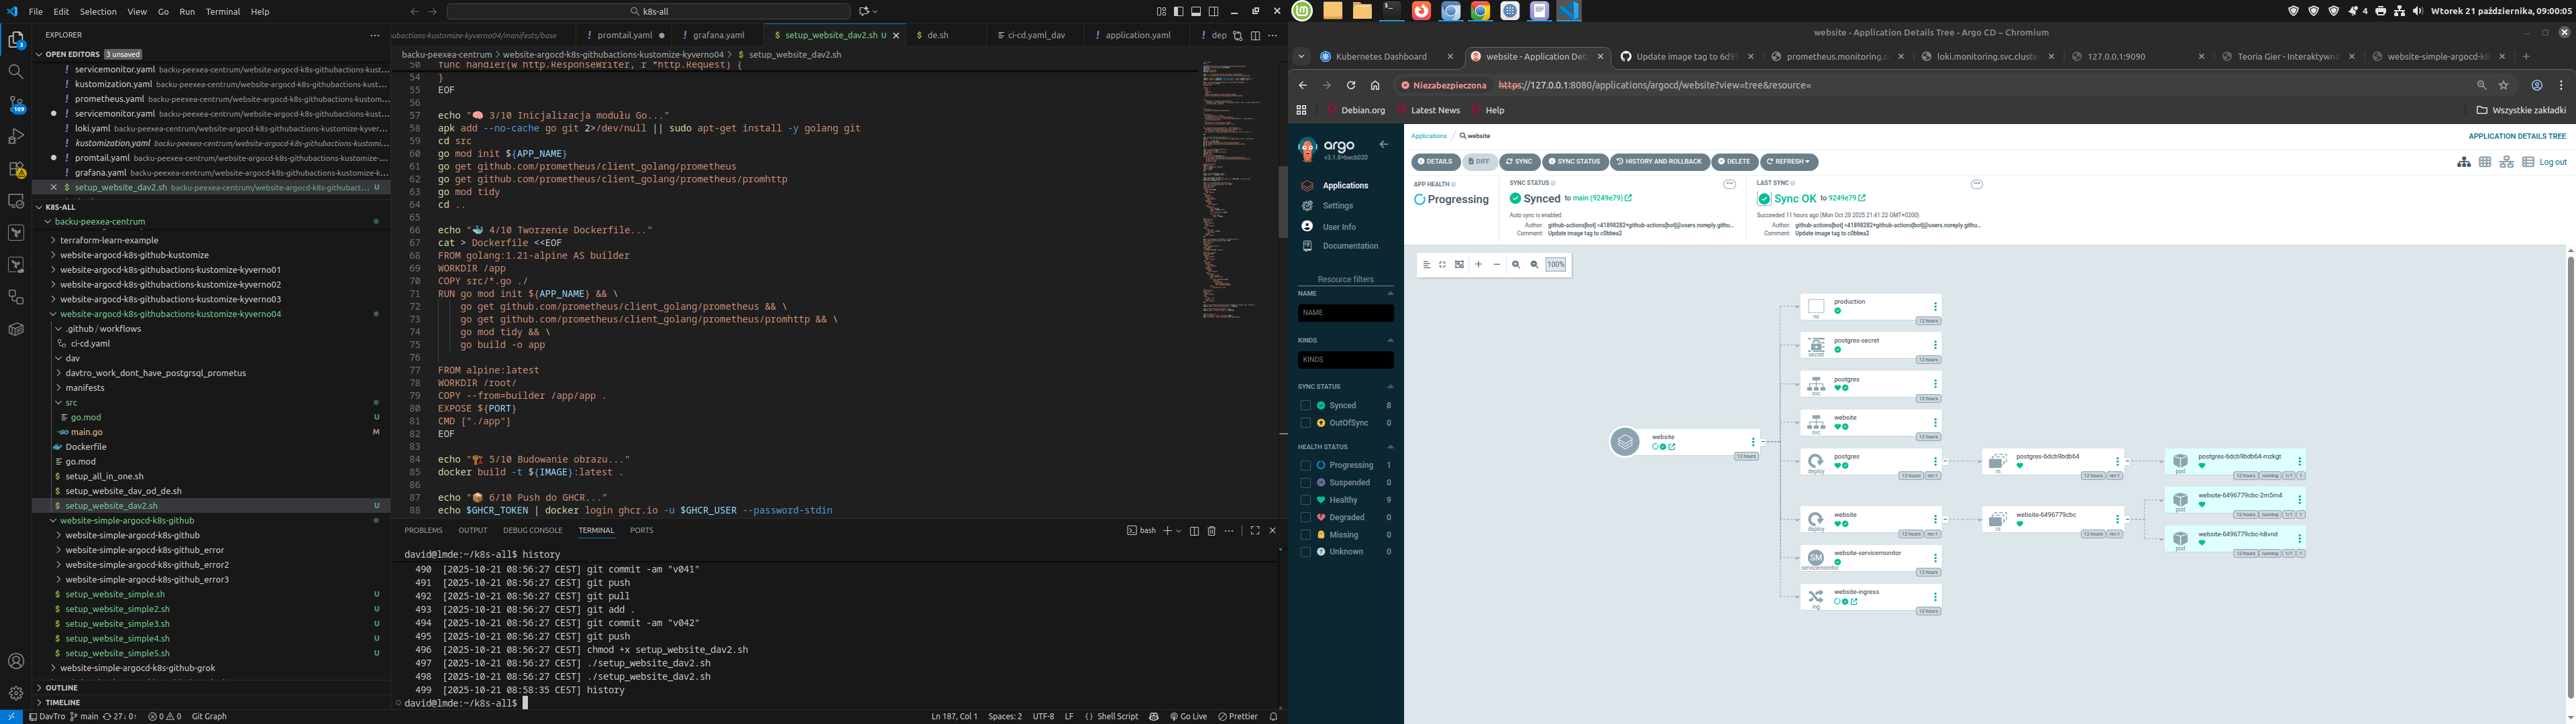 File Edit Selection View Go Run Terminal Help
k8s-all
EXPLORER
OPEN EDITORS 3 unsaved
servicemonitor.yaml backu-peexea-centrum/website-argocd-k8s-githubactions-kust...
kustomization.yaml backu-peexea-centrum/website-argocd-k8s-githubactions-kust...
prometheus.yaml backu-peexea-centrum/website-argocd-k8s-githubactions-kustom...
servicemonitor.yaml backu-peexea-centrum/website-argocd-k8s-githubactions-kust...
loki.yaml backu-peexea-centrum/website-argocd-k8s-githubactions-kustomize-kyver...
kustomization.yaml backu-peexea-centrum/website-argocd-k8s-githubactions-kustomi...
promtail.yaml backu-peexea-centrum/website-argocd-k8s-githubactions-kustomize-...
grafana.yaml backu-peexea-centrum/website-argocd-k8s-githubactions-kustomize-k...
setup_website_dav2.sh backu-peexea-centrum/website-argocd-k8s-githubact... U
K8S-ALL
backu-peexea-centrum
terraform-learn-example
website-argocd-k8s-github-kustomize
website-argocd-k8s-githubactions-kustomize-kyverno01
website-argocd-k8s-githubactions-kustomize-kyverno02
website-argocd-k8s-githubactions-kustomize-kyverno03
website-argocd-k8s-githubactions-kustomize-kyverno04
.github/workflows
ci-cd.yaml
dav
davtro_work_dont_have_postgrsql_prometus
manifests
src
go.mod U
main.go M
Dockerfile
go.mod
setup_all_in_one.sh
setup_website_dav_od_de.sh
setup_website_dav2.sh U
website-simple-argocd-k8s-github
website-simple-argocd-k8s-github
website-simple-argocd-k8s-github_error
website-simple-argocd-k8s-github_error2
website-simple-argocd-k8s-github_error3
setup_website_simple.sh U
setup_website_simple2.sh U
setup_website_simple3.sh U
setup_website_simple4.sh U
setup_website_simple5.sh U
website-simple-argocd-k8s-github-grok
OUTLINE
TIMELINE
ubactions-kustomize-kyverno04/manifests/base promtail.yaml grafana.yaml setup_website_dav2.sh U de.sh ci-cd.yaml_dav application.yaml dep
backu-peexea-centrum > website-argocd-k8s-githubactions-kustomize-kyverno04 > $ setup_website_dav2.sh
50 func handler(w http.ResponseWriter, r *http.Request) {
54 }
55 EOF
56
57 echo "🧠 3/10 Inicjalizacja modułu Go..."
58 apk add --no-cache go git 2>/dev/null || sudo apt-get install -y golang git
59 cd src
60 go mod init ${APP_NAME}
61 go get github.com/prometheus/client_golang/prometheus
62 go get github.com/prometheus/client_golang/prometheus/promhttp
63 go mod tidy
64 cd ..
65
66 echo "🐳 4/10 Tworzenie Dockerfile..."
67 cat > Dockerfile <<EOF
68 FROM golang:1.21-alpine AS builder
69 WORKDIR /app
70 COPY src/*.go ./
71 RUN go mod init ${APP_NAME} && \
72 go get github.com/prometheus/client_golang/prometheus && \
73 go get github.com/prometheus/client_golang/prometheus/promhttp && \
74 go mod tidy && \
75 go build -o app
76
77 FROM alpine:latest
78 WORKDIR /root/
79 COPY --from=builder /app/app .
80 EXPOSE ${PORT}
81 CMD ["./app"]
82 EOF
83
84 echo "🏗️ 5/10 Budowanie obrazu..."
85 docker build -t ${IMAGE}:latest .
86
87 echo "📦 6/10 Push do GHCR..."
88 echo $GHCR_TOKEN | docker login ghcr.io -u $GHCR_USER --password-stdin
PROBLEMS OUTPUT DEBUG CONSOLE TERMINAL PORTS
bash
david@lmde:~/k8s-all$ history
490 [2025-10-21 08:56:27 CEST] git commit -am "v041"
491 [2025-10-21 08:56:27 CEST] git push
492 [2025-10-21 08:56:27 CEST] git pull
493 [2025-10-21 08:56:27 CEST] git add .
494 [2025-10-21 08:56:27 CEST] git commit -am "v042"
495 [2025-10-21 08:56:27 CEST] git push
496 [2025-10-21 08:56:27 CEST] chmod +x setup_website_dav2.sh
497 [2025-10-21 08:56:27 CEST] ./setup_website_dav2.sh
498 [2025-10-21 08:56:27 CEST] ./setup_website_dav2.sh
499 [2025-10-21 08:58:35 CEST] history
david@lmde:~/k8s-all$
DavTro main 27↓ 0↑ 0 0 Git Graph
Ln 187, Col 1 Spaces: 2 UTF-8 LF Shell Script Go Live Prettier
4 Wtorek 21 października, 09:00:05
website - Application Details Tree - Argo CD – Chromium
Kubernetes Dashboard
website - Application Det
Update image tag to 6d95
prometheus.monitoring.s
loki.monitoring.svc.cluster
127.0.0.1:9090
Teoria Gier - Interaktywna
website-simple-argocd-k8
Niezabezpieczona https://127.0.0.1:8080/applications/argocd/website?view=tree&resource=
Debian.org Latest News Help Wszystkie zakładki
argo
v3.1.8+becb020
Applications
Settings
User Info
Documentation
Resource filters
NAME
NAME
KINDS
KINDS
SYNC STATUS
Synced 8
OutOfSync 0
HEALTH STATUS
Progressing 1
Suspended 0
Healthy 9
Degraded 0
Missing 0
Unknown 0
Applications / website
APPLICATION DETAILS TREE
DETAILS DIFF SYNC SYNC STATUS HISTORY AND ROLLBACK DELETE REFRESH
Log out
APP HEALTH
Progressing
SYNC STATUS
Synced to main (9249e79)
Auto sync is enabled.
Author: github-actions[bot] <41898282+github-actions[bot]@users.noreply.githu...
Comment: Update image tag to c0bbea2
LAST SYNC
Sync OK to 9249e79
Succeeded 11 hours ago (Mon Oct 20 2025 21:41:22 GMT+0200)
Author: github-actions[bot] <41898282+github-actions[bot]@users.noreply.githu...
Comment: Update image tag to c0bbea2
100%
website
12 hours
production
ns
12 hours
postgres-secret
secret
12 hours
postgres
svc
12 hours
website
svc
12 hours
postgres
deploy
12 hours rev:1
postgres-6dcb9bdb64
rs
12 hours rev:1
postgres-6dcb9bdb64-mzkgt
pod
12 hours running 1/1 1
website
deploy
12 hours rev:1
website-6496779cbc
rs
12 hours rev:1
website-6496779cbc-2m5m4
pod
12 hours running 1/1 1
website-6496779cbc-h8vnd
pod
12 hours running 1/1 1
SM
website-servicemonitor
servicemonitor
12 hours
website-ingress
ing
12 hours